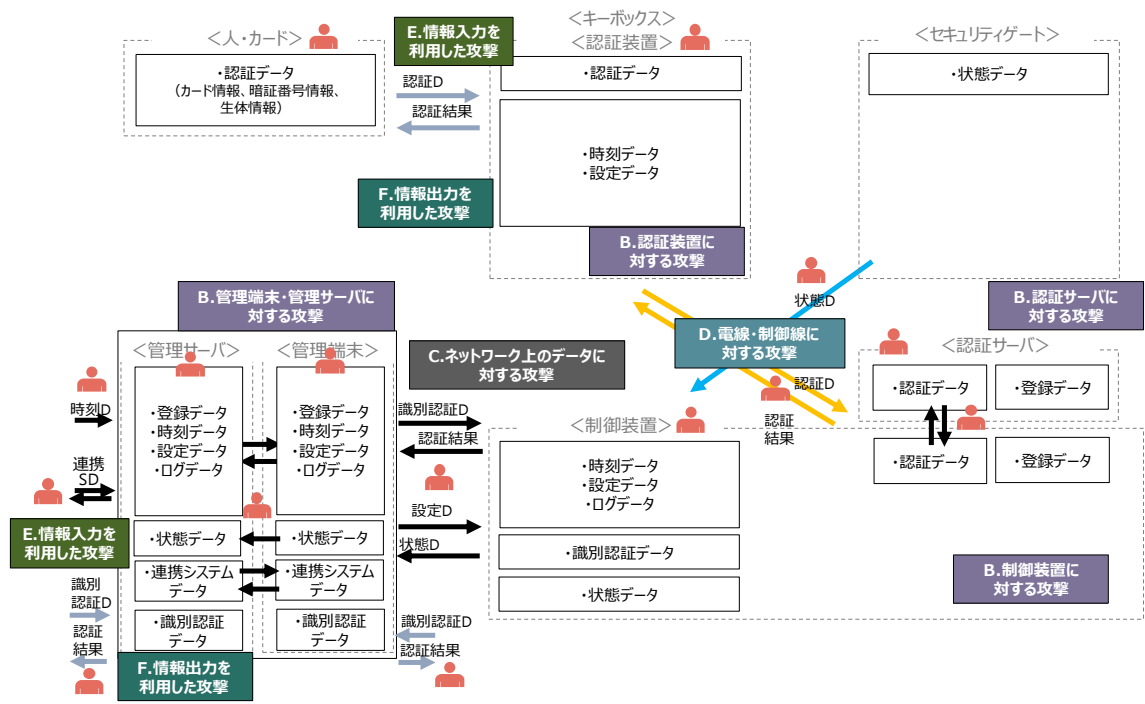 ＜人・カード＞
・認証データ
（カード情報、暗証番号情報、
生体情報）
E.情報入力を
利用した攻撃
認証D
認証結果
F.情報出力を
利用した攻撃
＜キーボックス＞
＜認証装置＞
・認証データ
・時刻データ
・設定データ
B.認証装置に
対する攻撃
＜セキュリティゲート＞
・状態データ
状態D
D.電線・制御線に
対する攻撃
認証D
認証
結果
B.認証サーバに
対する攻撃
＜認証サーバ＞
・認証データ
・登録データ
・認証データ
・登録データ
B.管理端末・管理サーバに
対する攻撃
＜管理サーバ＞
・登録データ
・時刻データ
・設定データ
・ログデータ
・状態データ
・連携システム
データ
・識別認証
データ
＜管理端末＞
・登録データ
・時刻データ
・設定データ
・ログデータ
・状態データ
・連携システム
データ
・識別認証
データ
時刻D
連携
SD
E.情報入力を
利用した攻撃
識別
認証D
認証
結果
F.情報出力を
利用した攻撃
C.ネットワーク上のデータに
対する攻撃
識別認証D
認証結果
設定D
状態D
識別認証D
認証結果
＜制御装置＞
・時刻データ
・設定データ
・ログデータ
・識別認証データ
・状態データ
B.制御装置に
対する攻撃